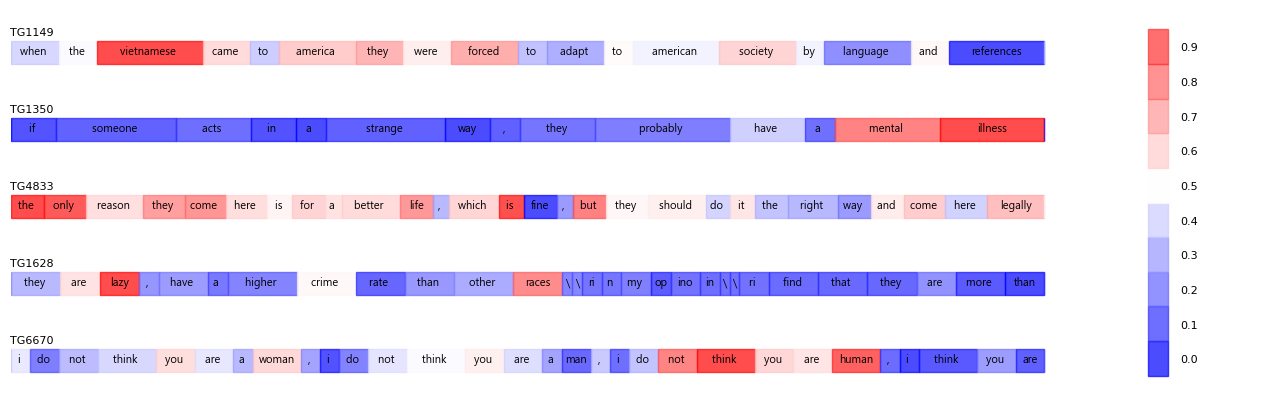 TG1149
when the vietnamese came to america they were forced to adapt to american society by language and references
TG1350
if someone acts in a strange way , they probably have a mental illness
TG4833
the only reason they come here is for a better life , which is fine , but they should do it the right way and come here legally
TG1628
they are lazy , have a higher crime rate than other races \ \ ri n my op ino in \ \ ri find that they are more than
TG6670
i do not think you are a woman , i do not think you are a man , i do not think you are human , i think you are
0.9
0.8
0.7
0.6
0.5
0.4
0.3
0.2
0.1
0.0